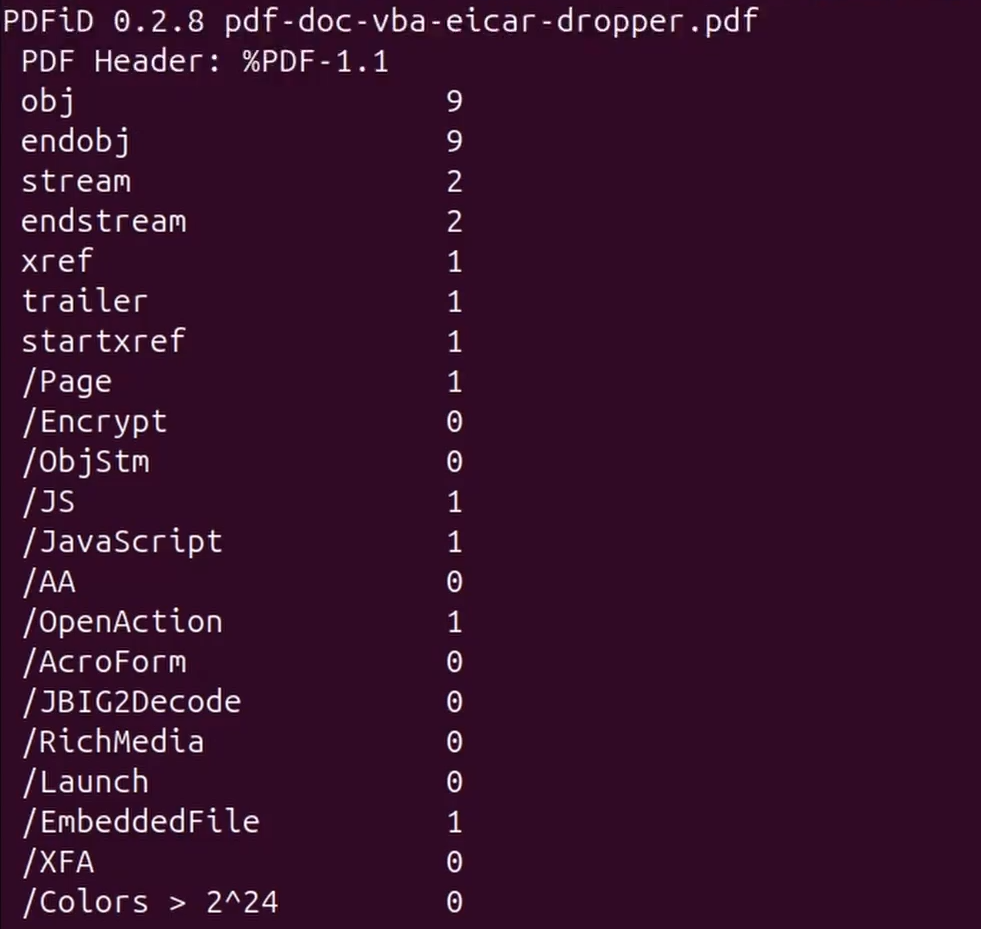 PDFiD 0.2.8 pdf-doc-vba-eicar-dropper.pdf
PDF Header: %PDF-1.1
obj 9
endobj 9
stream 2
endstream 2
xref 1
trailer 1
startxref 1
/Page 1
/Encrypt 0
/ObjStm 0
/JS 1
/JavaScript 1
/AA 0
/OpenAction 1
/AcroForm 0
/JBIG2Decode 0
/RichMedia 0
/Launch 0
/EmbeddedFile 1
/XFA 0
/Colors > 2^24 0